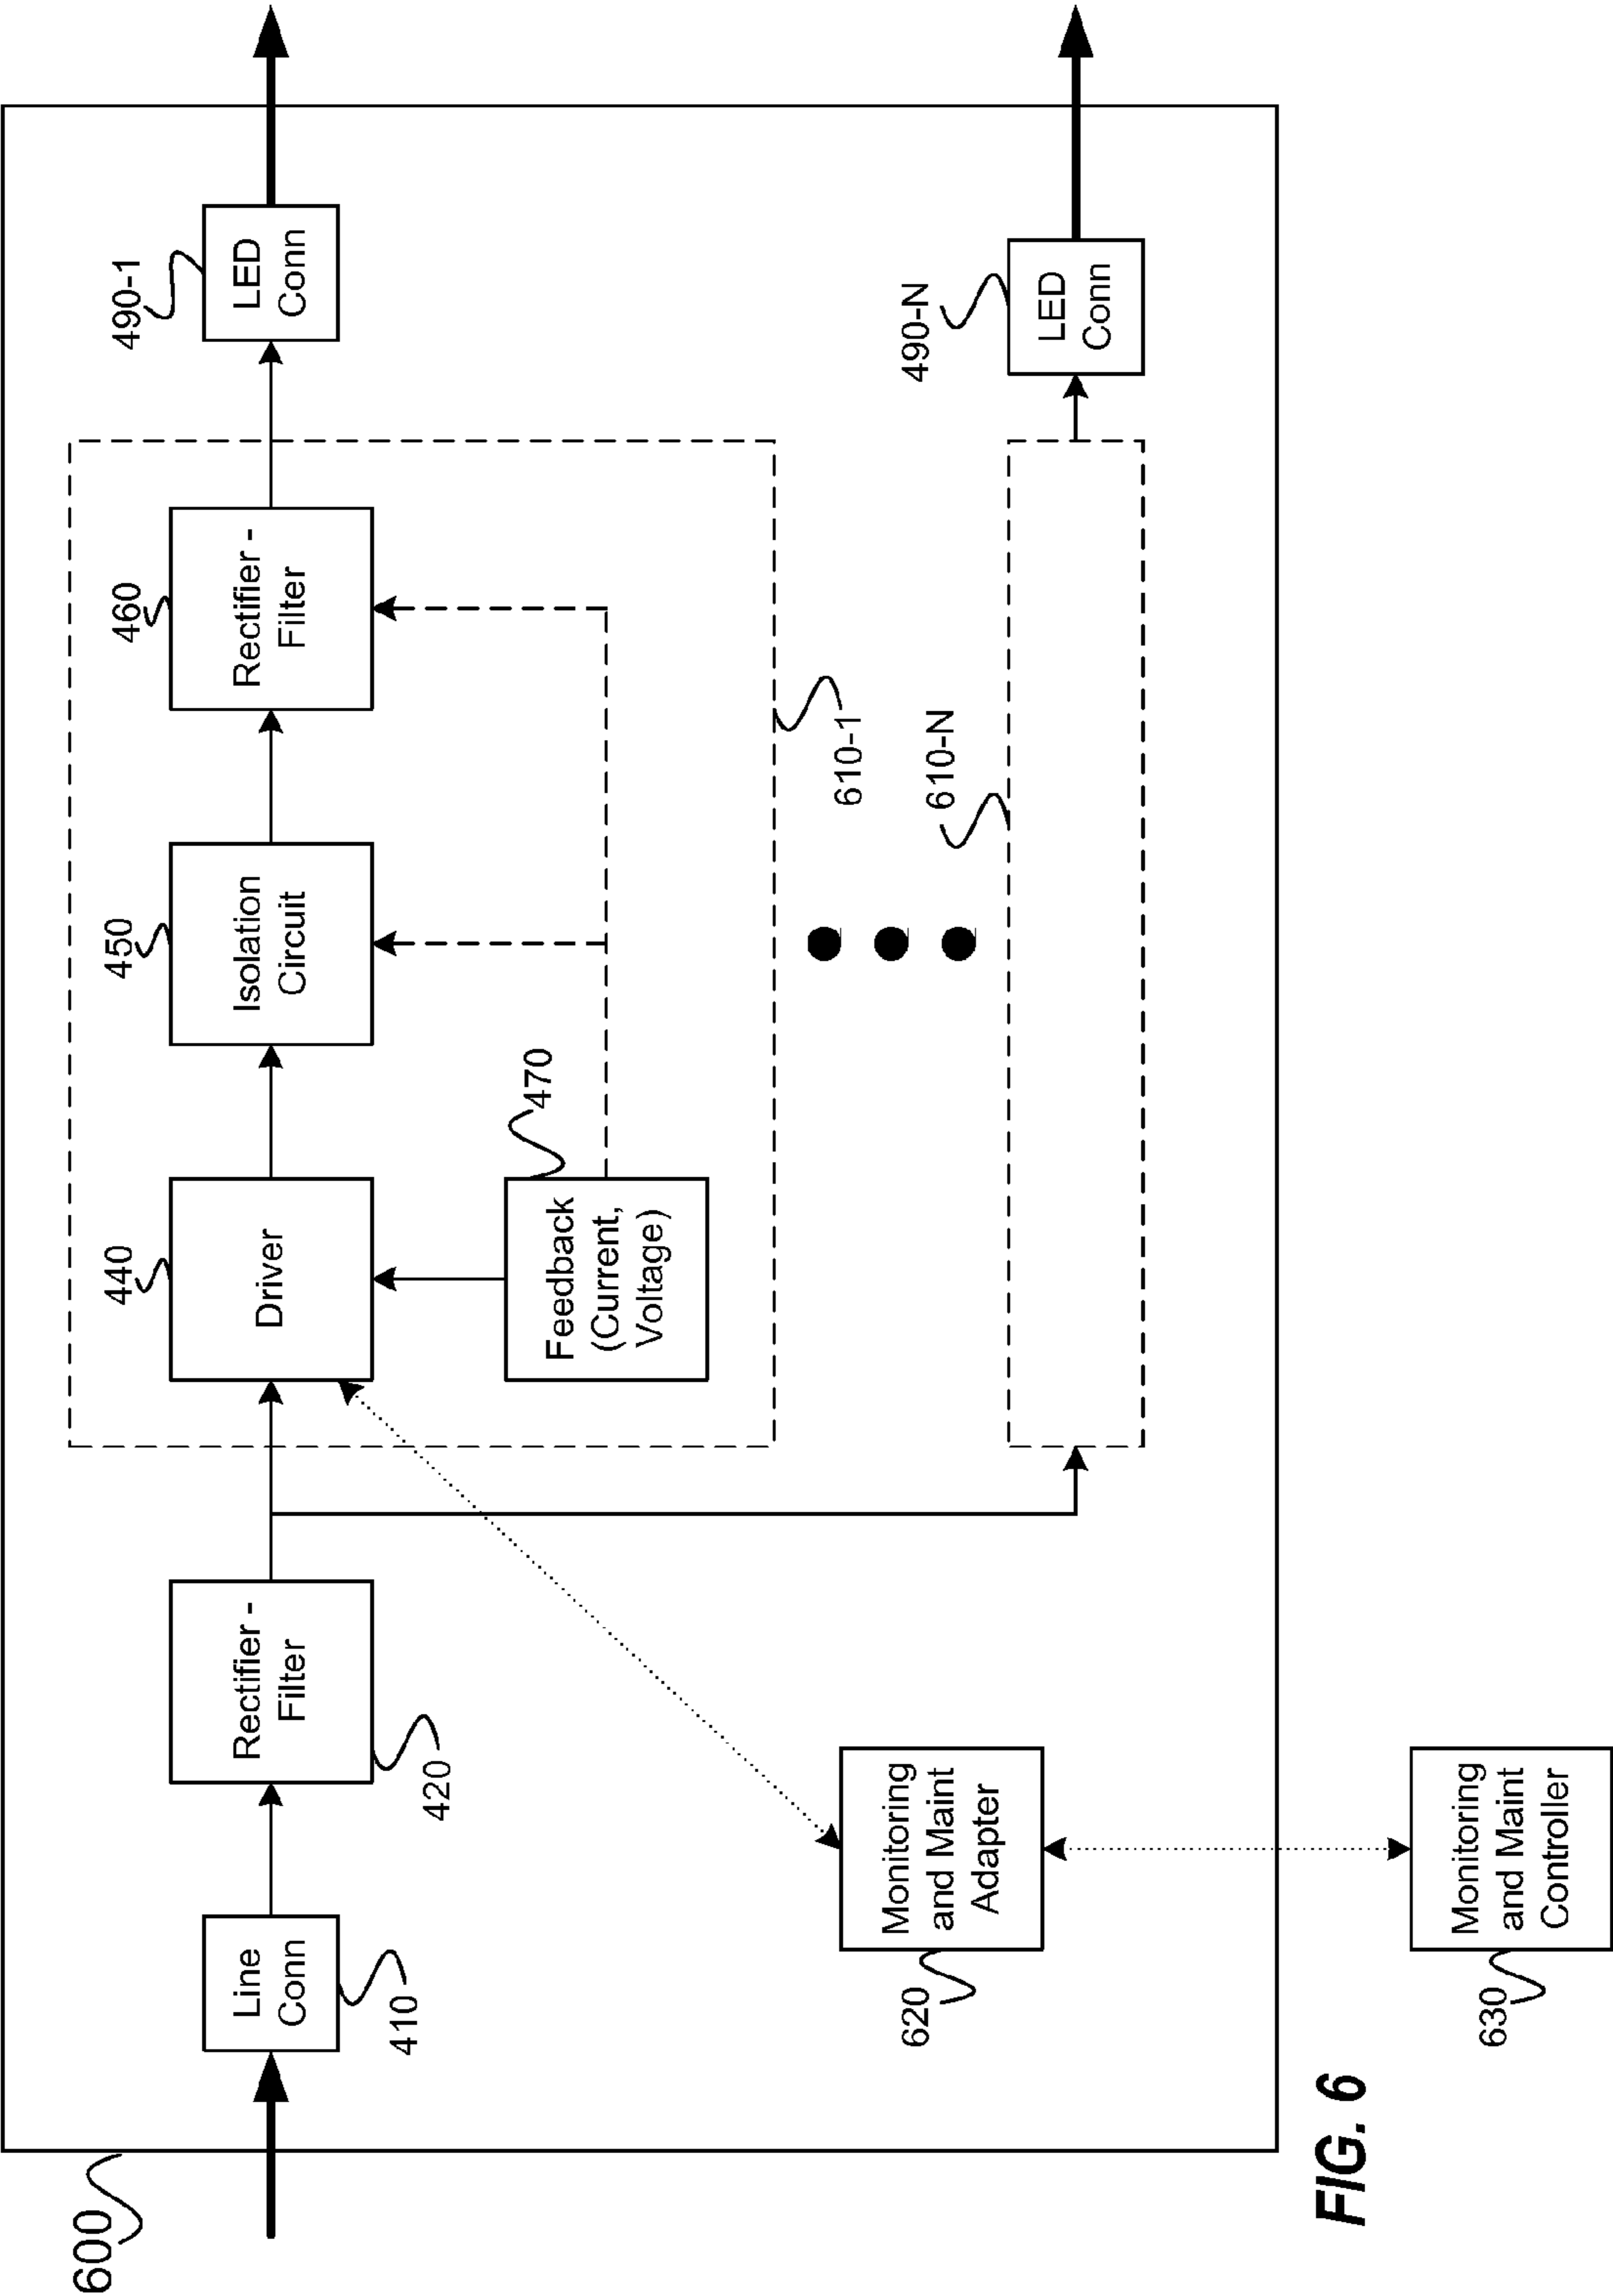 600
Line
Conn
410
Rectifier -
Filter
420
440
Driver
450
Isolation
Circuit
460
Rectifier -
Filter
490-1
LED
Conn
Feedback
(Current,
Voltage)
470
610-1
610-N
490-N
LED
Conn
Monitoring
and Maint
Adapter
620
Monitoring
and Maint
Controller
630
FIG. 6